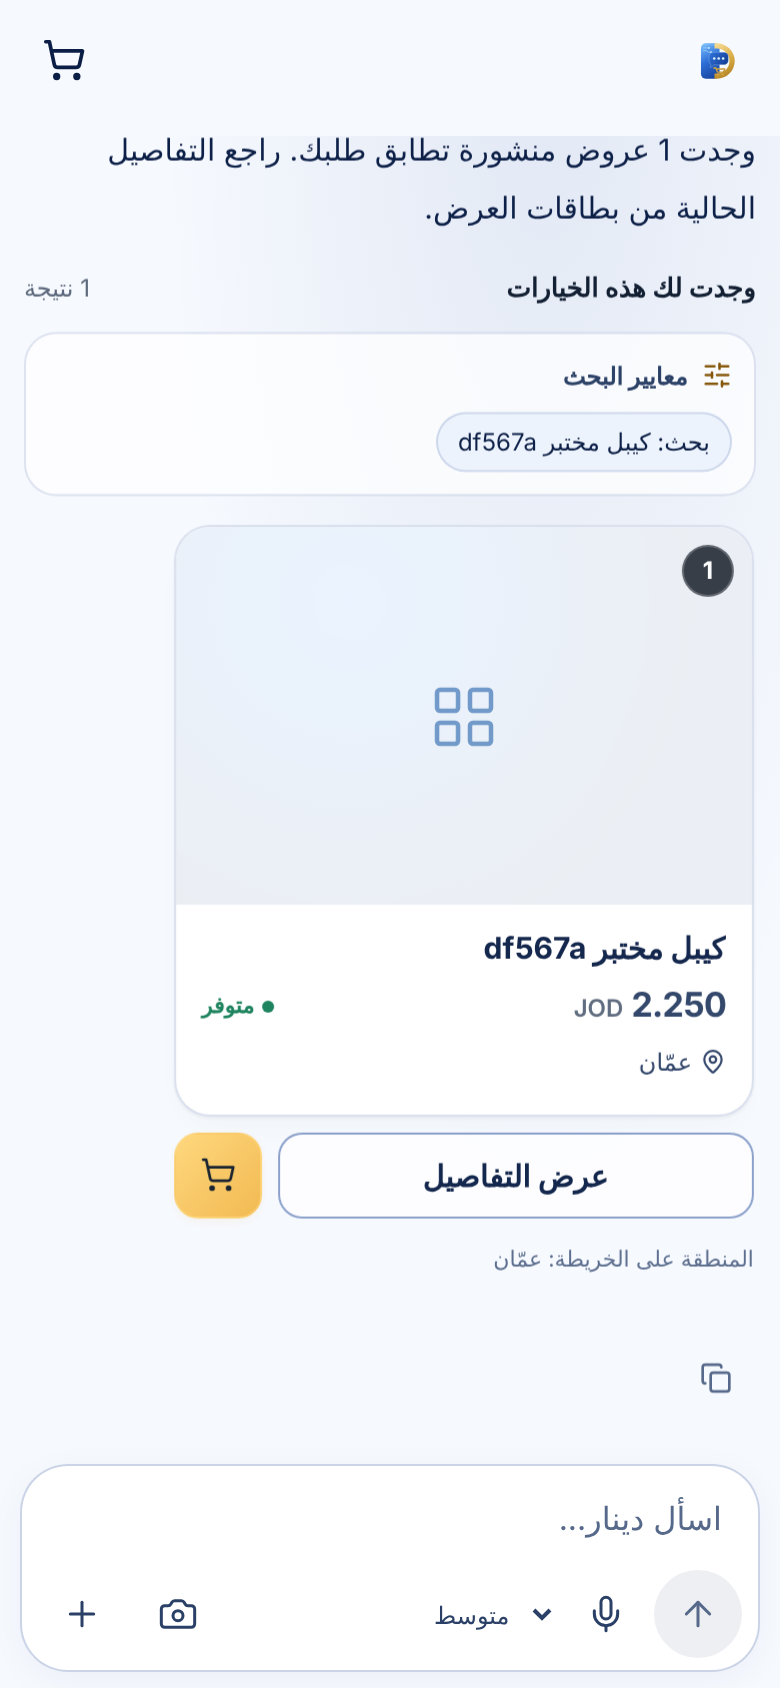 وجدت 1 عروض منشورة تطابق طلبك. راجع التفاصيل
الحالية من بطاقات العرض.
وجدت لك هذه الخيارات
1 نتيجة
معايير البحث
بحث: كيبل مختبر df567a
1
كيبل مختبر df567a
2.250 JOD
متوفر
عمّان
عرض التفاصيل
المنطقة على الخريطة: عمّان
اسأل دينار...
متوسط